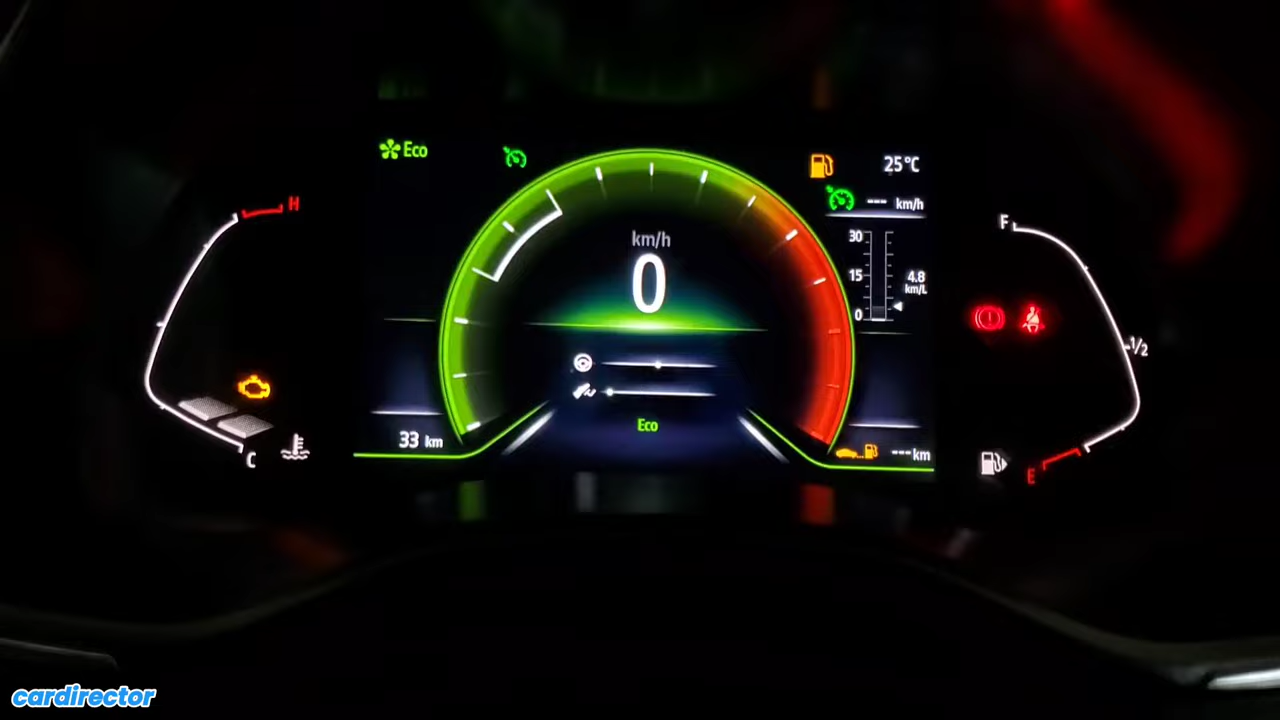 Eco
25°C
--- km/h
H
F
km/h
0
30
15
0
4.8
km/L
1/2
Eco
33 km
--- km
C
E
cardirector